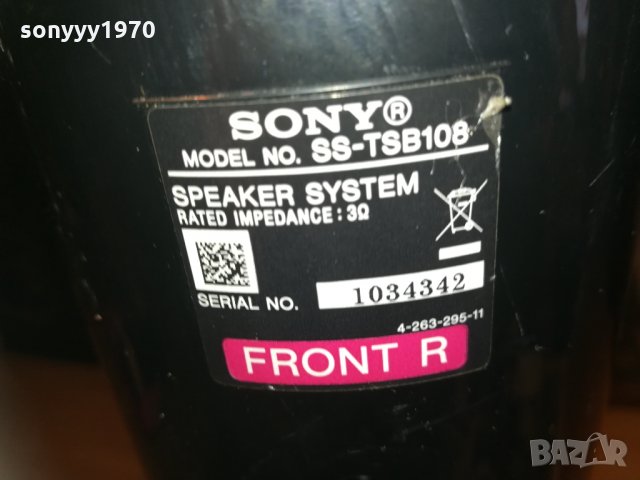 sonyyy1970
SONY®
MODEL NO. SS-TSB108
SPEAKER SYSTEM
RATED IMPEDANCE: 3Ω
SERIAL NO. 1034342
4-263-295-11
FRONT R
BAZAR